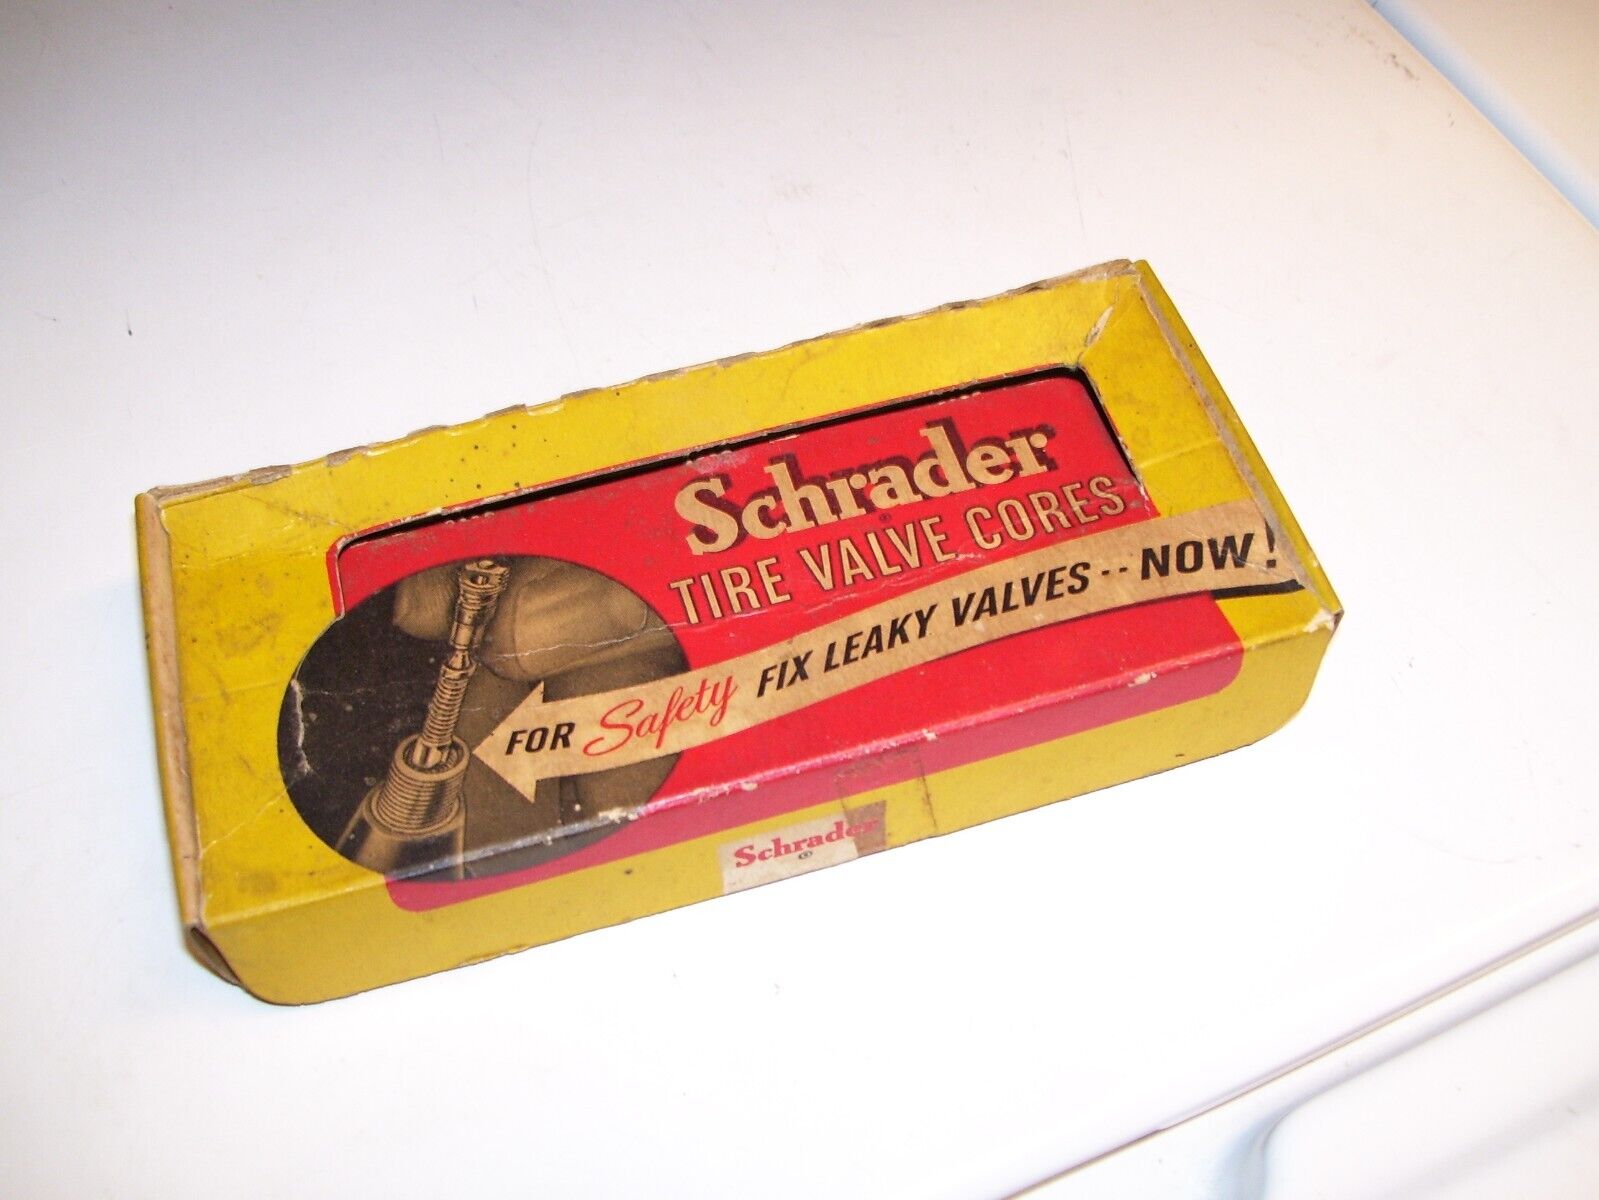 Schrader
TIRE VALVE CORES
FOR Safety FIX LEAKY VALVES-- NOW!
Schrader